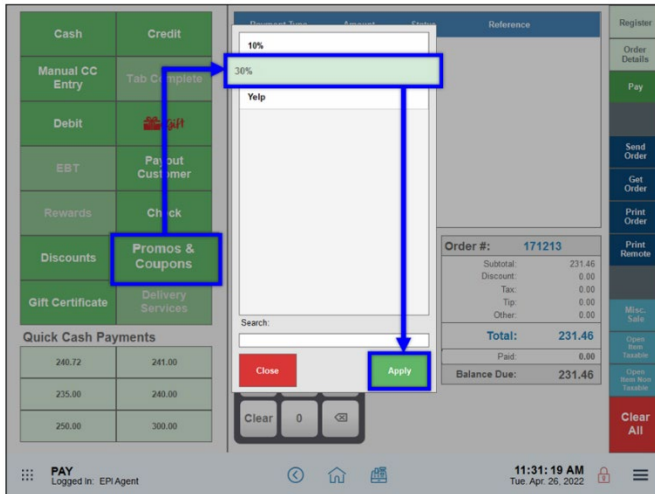 Cash
Credit
Manual CC
Entry
Tab Complete
Debit
Gift
EBT
Payout
Customer
Rewards
Check
Discounts
Promos &
Coupons
Gift Certificate
Delivery
Services
Quick Cash Payments
240.72
241.00
235.00
240.00
250.00
300.00
Payment Type
Amount
Status
Reference
10%
30%
Yelp
Search:
Close
Apply
Clear
0
Order #: 171213
Subtotal: 231.46
Discount: 0.00
Tax: 0.00
Tip: 0.00
Other: 0.00
Total: 231.46
Paid: 0.00
Balance Due: 231.46
Register
Order
Details
Pay
Send
Order
Get
Order
Print
Order
Print
Remote
Misc.
Sale
Open
Item
Taxable
Open
Item Non
Taxable
Clear
All
PAY
Logged In: EPI Agent
11:31:19 AM
Tue. Apr. 26, 2022